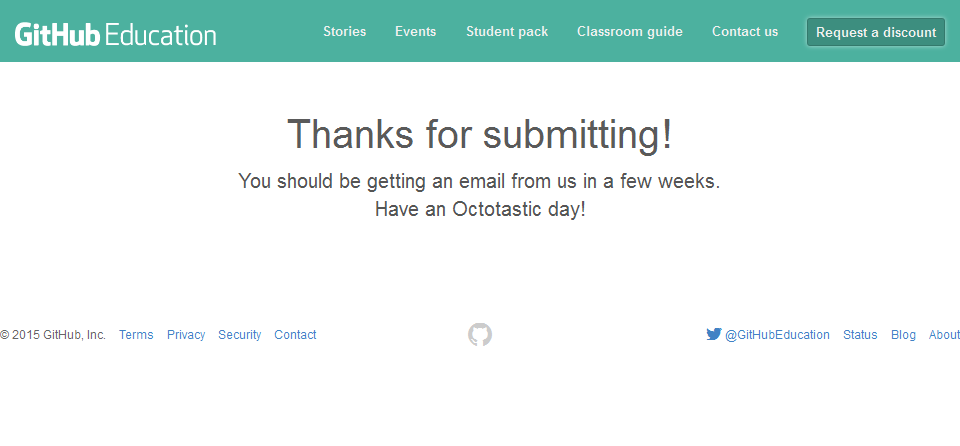 GitHub Education Stories Events Student pack Classroom guide Contact us Request a discount
Thanks for submitting!
You should be getting an email from us in a few weeks.
Have an Octotastic day!
© 2015 GitHub, Inc. Terms Privacy Security Contact @GitHubEducation Status Blog About